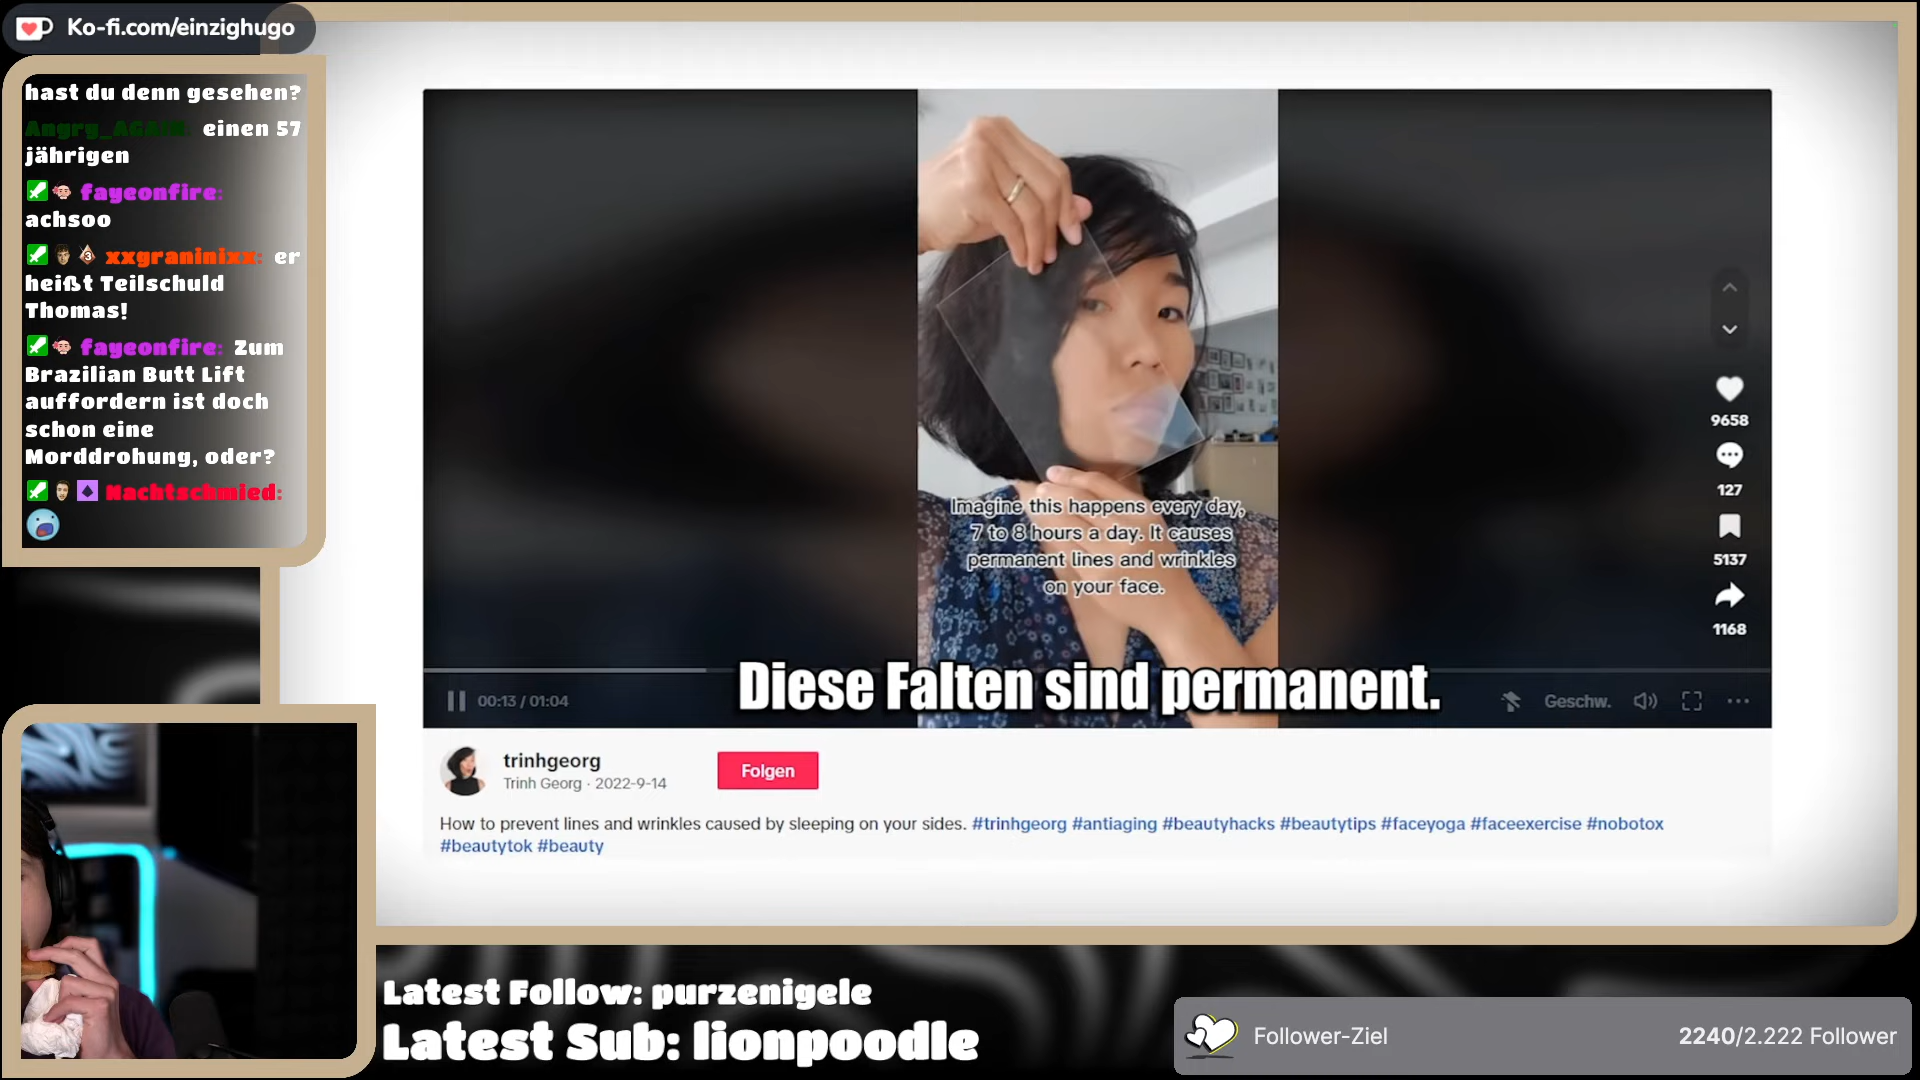 Ko-fi.com/einzighugo
hast du denn gesehen?
Angry_AGAIN: einen 57
jährigen
fayeonfire:
achsoo
xxgraninixx: er
heißt Teilschuld
Thomas!
fayeonfire: Zum
Brazilian Butt Lift
auffordern ist doch
schon eine
Morddrohung, oder?
Nachtschmied:
Imagine this happens every day,
7 to 8 hours a day. It causes
permanent lines and wrinkles
on your face.
9658
127
5137
1168
Diese Falten sind permanent.
00:13 / 01:04
Geschw.
trinhgeorg
Trinh Georg · 2022-9-14
Folgen
How to prevent lines and wrinkles caused by sleeping on your sides. #trinhgeorg #antiaging #beautyhacks #beautytips #faceyoga #faceexercise #nobotox
#beautytok #beauty
Latest Follow: purzenigele
Latest Sub: lionpoodle
Follower-Ziel
2240/2.222 Follower